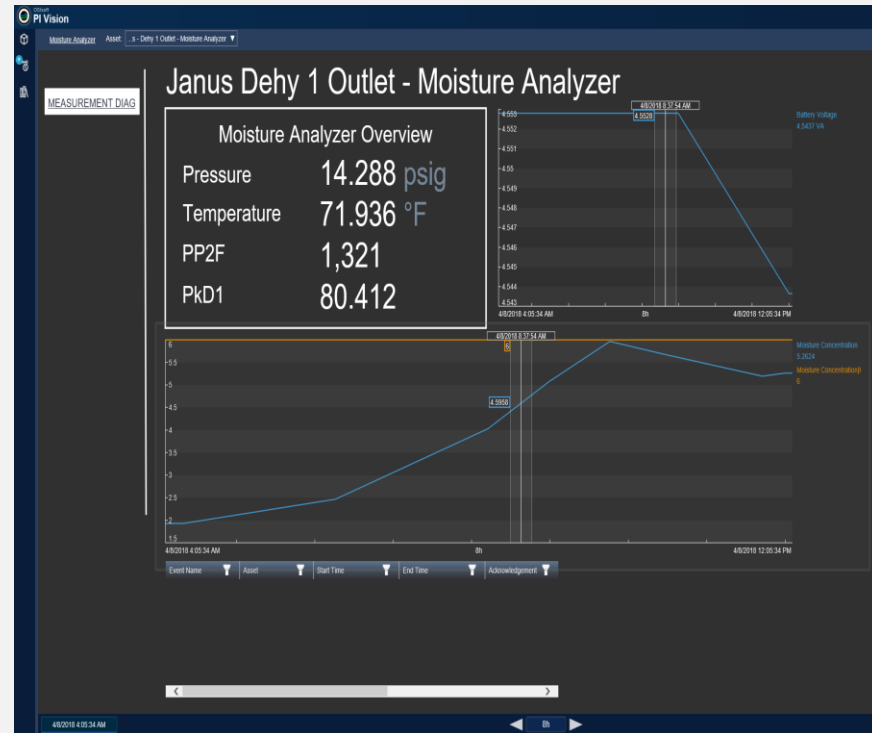 OSIsoft
PI Vision
Moisture Analyzer Asset: ..s - Dehy 1 Outlet - Moisture Analyzer
MEASUREMENT DIAG
Janus Dehy 1 Outlet - Moisture Analyzer
Moisture Analyzer Overview
Pressure 14.288 psig
Temperature 71.936 °F
PP2F 1,321
PkD1 80.412
4/8/2018 8:37:54 AM
4.5528
4.553
4.552
4.551
4.55
4.549
4.548
4.547
4.546
4.545
4.544
4.543
4/8/2018 4:05:34 AM 8h 4/8/2018 12:05:34 PM
Battery Voltage
4.5437 VA
4/8/2018 8:37:54 AM
6
4.5958
6
5.5
5
4.5
4
3.5
3
2.5
2
1.5
4/8/2018 4:05:34 AM 8h 4/8/2018 12:05:34 PM
Moisture Concentration
5.2624
6
Event Name Asset Start Time End Time Acknowledgement
4/8/2018 4:05:34 AM 8h